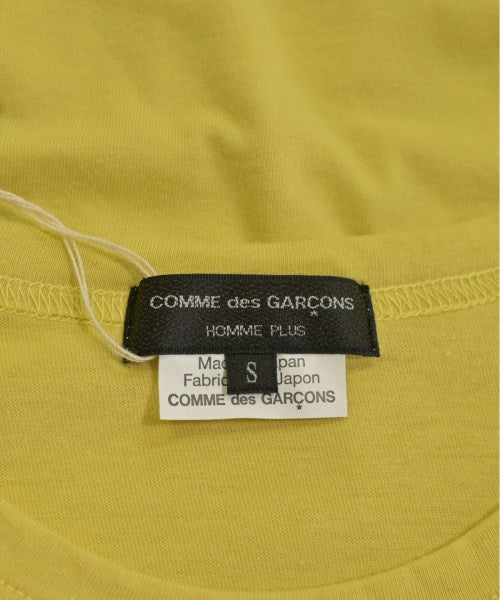 COMME des GARÇONS
HOMME PLUS
S
Japon
COMME des GARÇONS
*